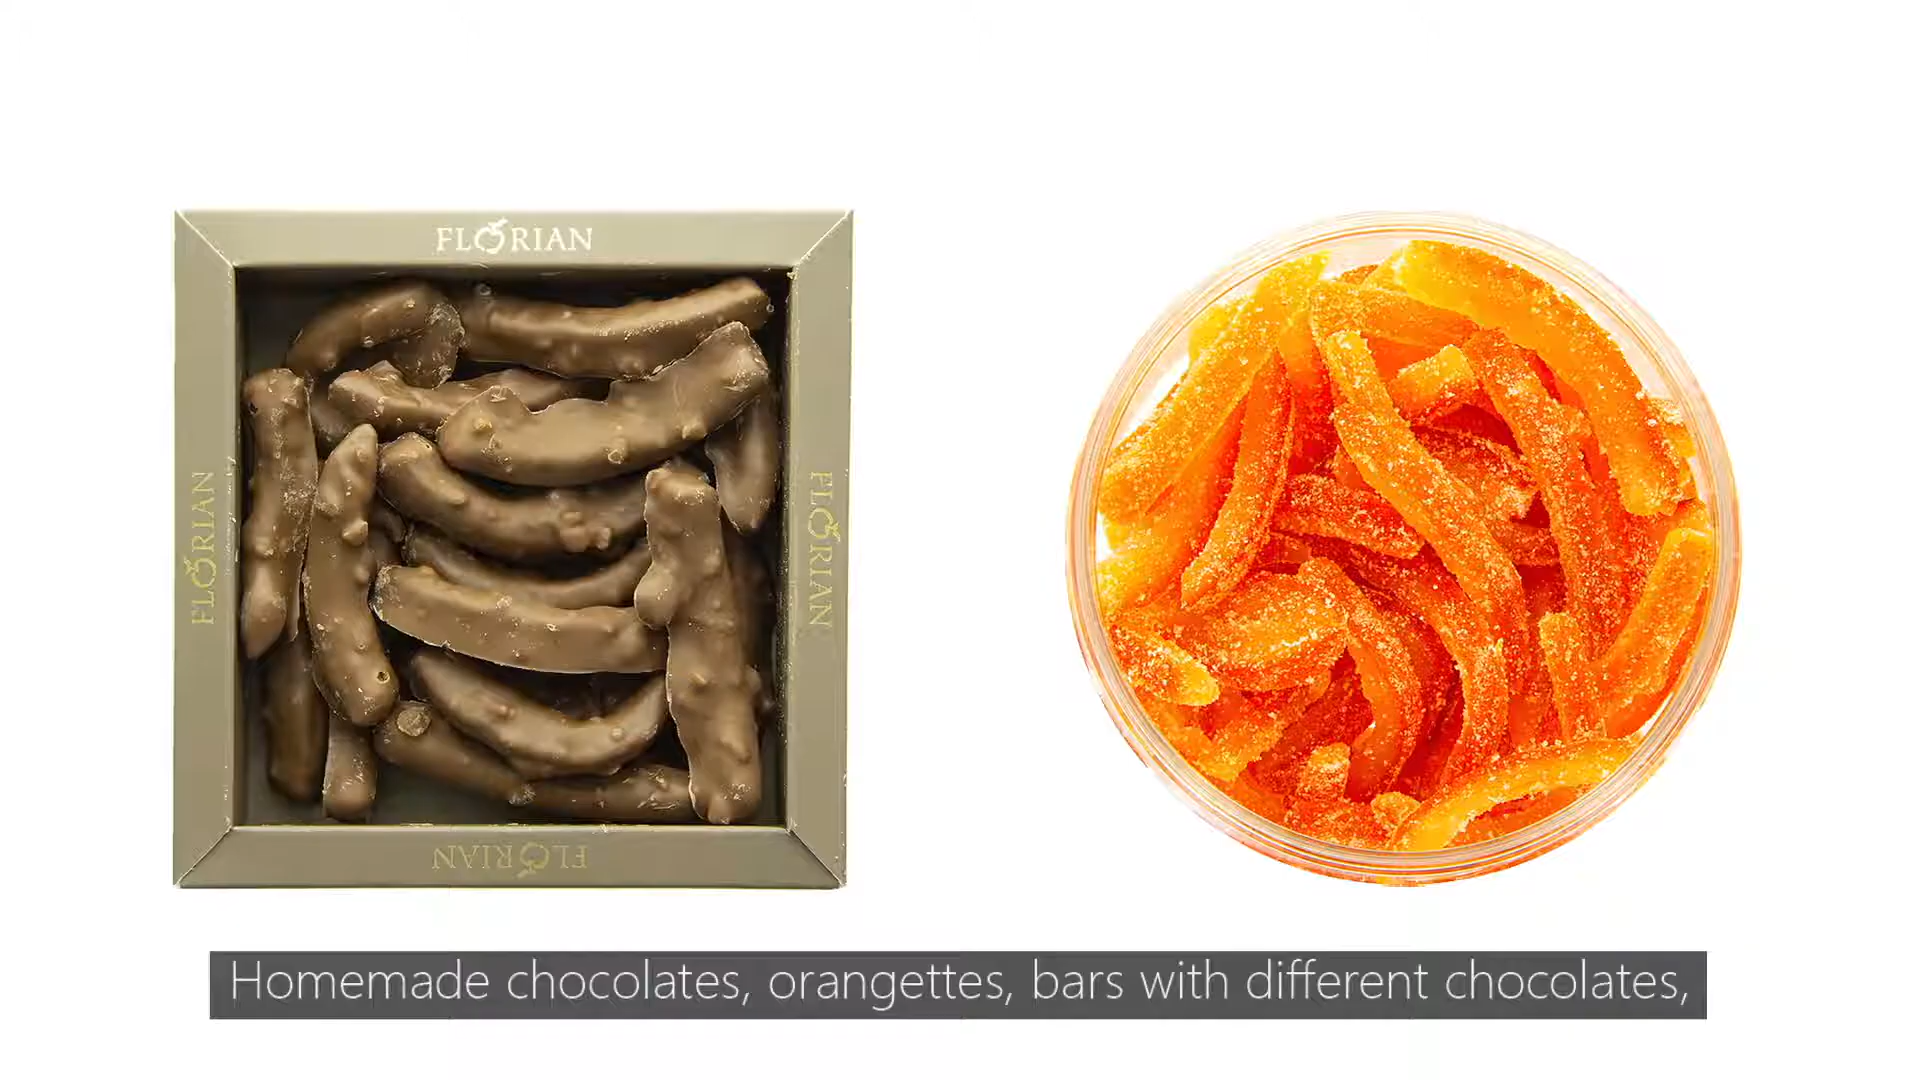 FLORIAN
FLORIAN
FLORIAN
FLORIAN
Homemade chocolates, orangettes, bars with different chocolates,